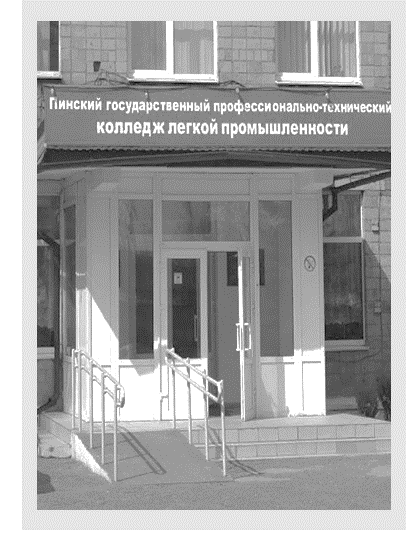 Пинский государственный профессионально-технический
колледж легкой промышленности